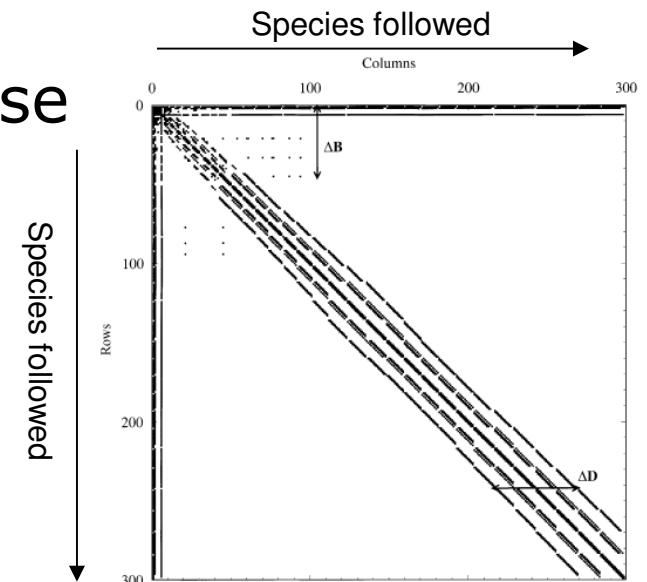 Species followed
Columns
0 100 200 300
se
0
ΔB
Species followed
100
Rows
200
ΔD
300